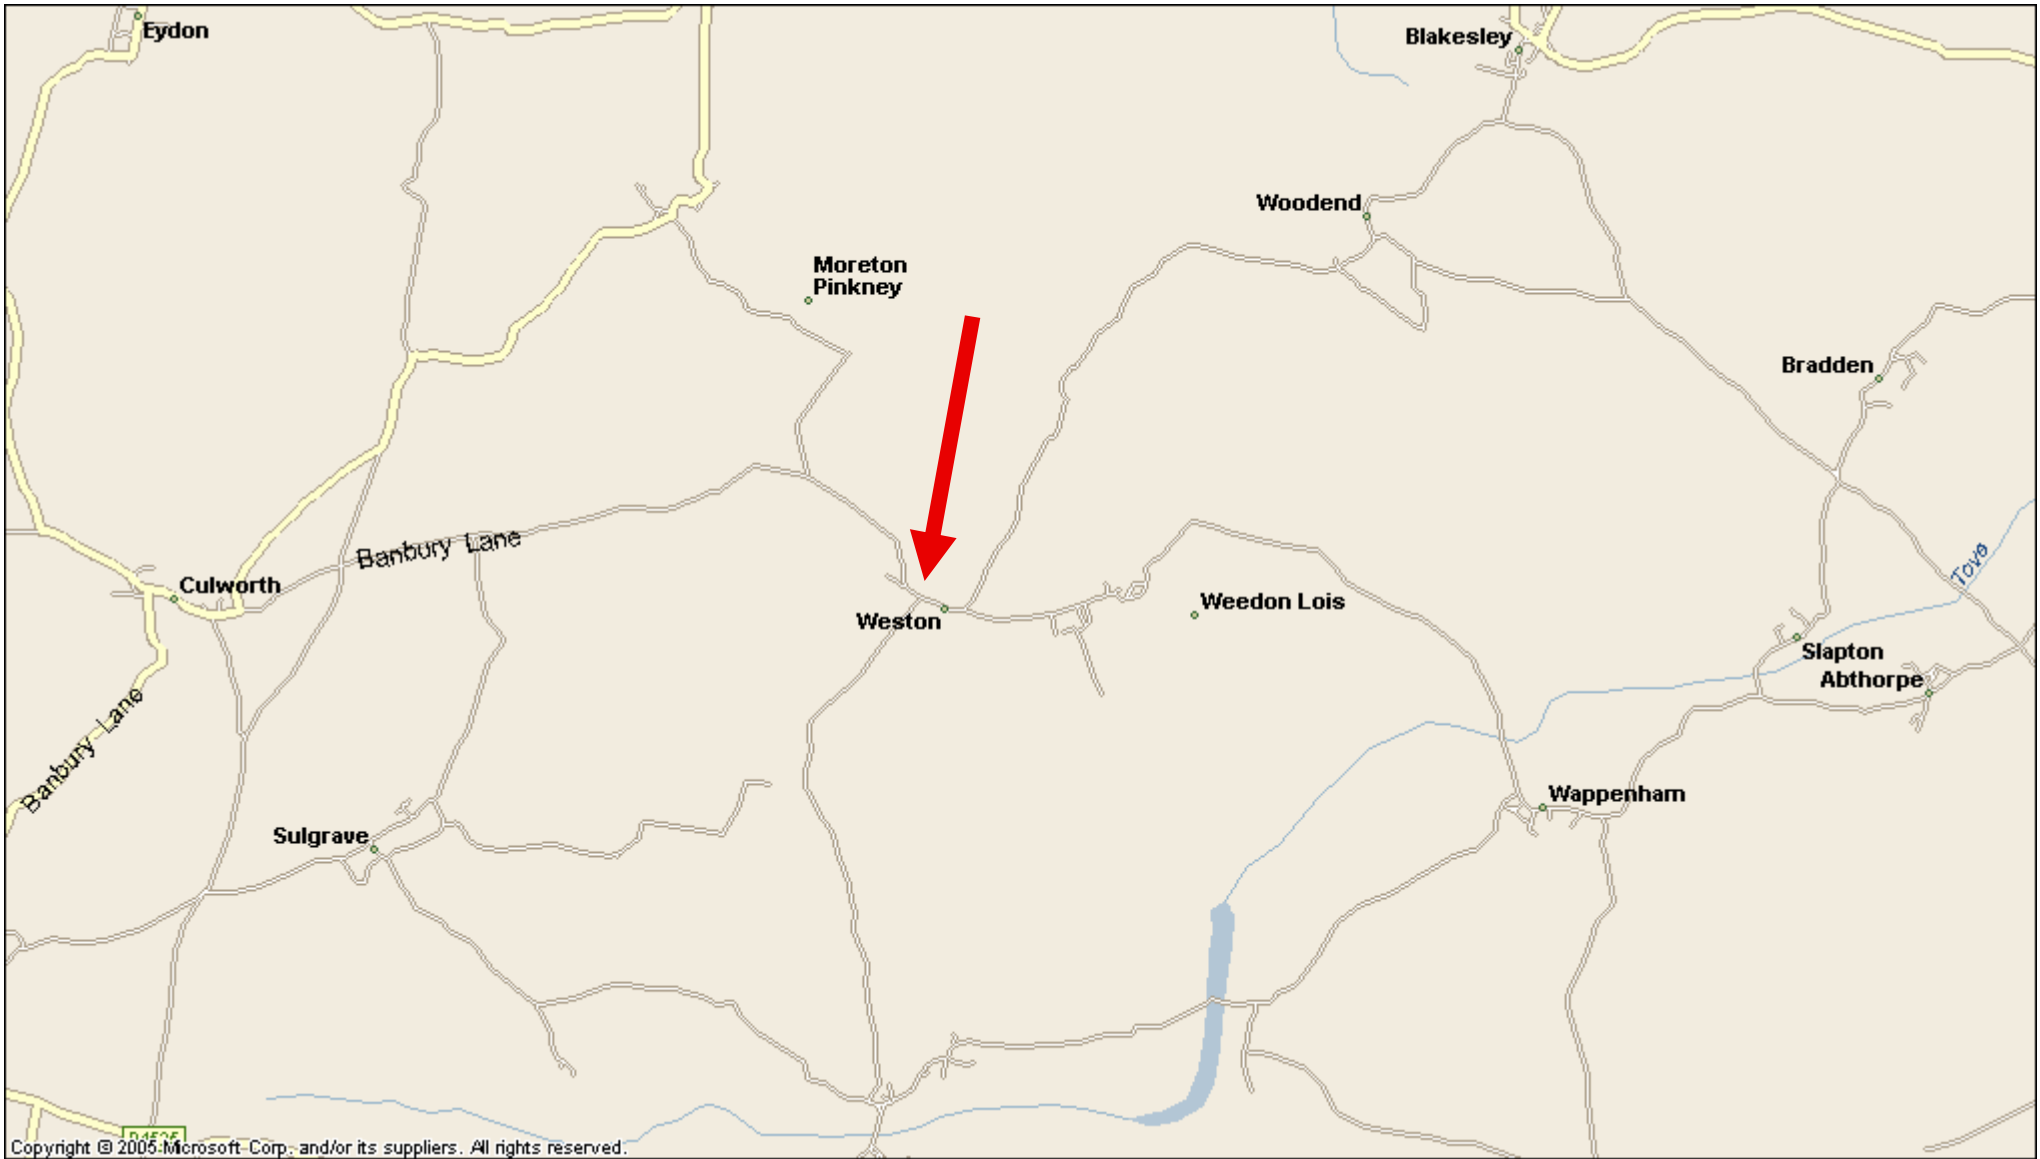 Eydon
Blakesley
Woodend
Moreton
Pinkney
Bradden
Banbury Lane
Tove
Culworth
Weedon Lois
Weston
Slapton
Abthorpe
Banbury Lane
Wappenham
Sulgrave
B4525
Copyright © 2005 Microsoft Corp. and/or its suppliers. All rights reserved.